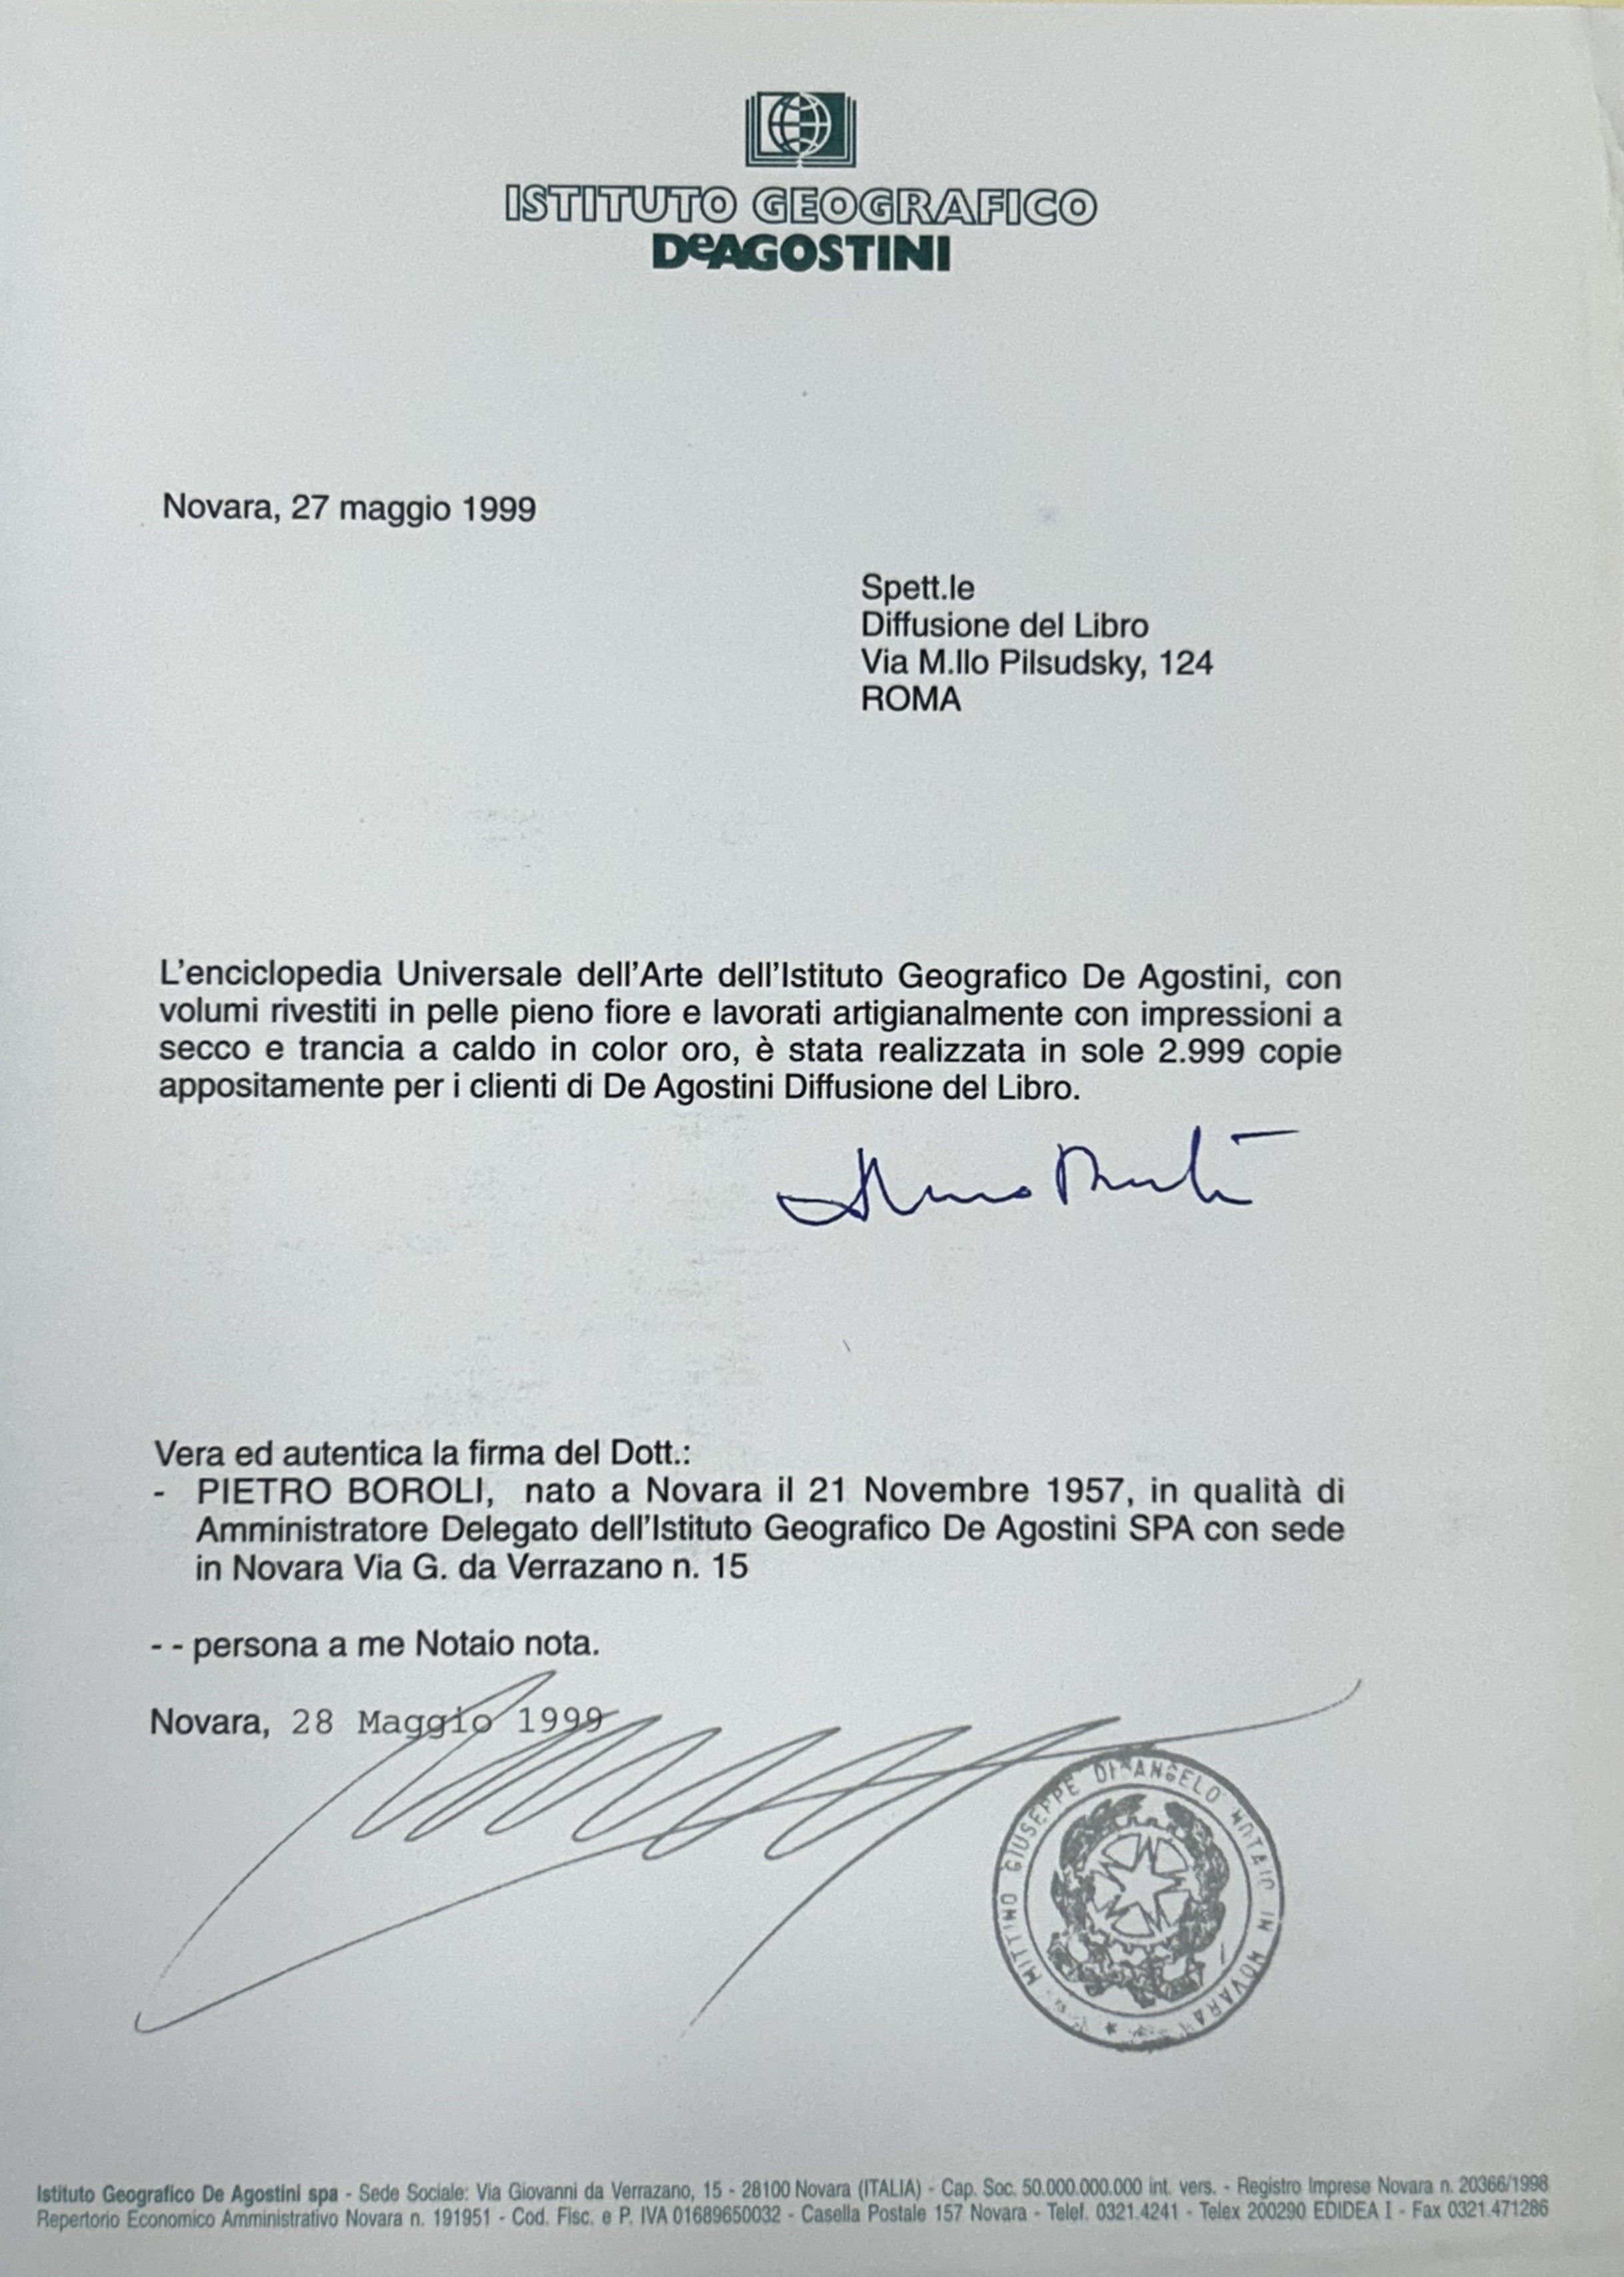 ISTITUTO GEOGRAFICO
DeAGOSTINI
Novara, 27 maggio 1999
Spett.le
Diffusione del Libro
Via M.llo Pilsudsky, 124
ROMA
L'enciclopedia Universale dell'Arte dell'Istituto Geografico De Agostini, con
volumi rivestiti in pelle pieno fiore e lavorati artigianalmente con impressioni a
secco e trancia a caldo in color oro, è stata realizzata in sole 2.999 copie
appositamente per i clienti di De Agostini Diffusione del Libro.
Vera ed autentica la firma del Dott.:
- PIETRO BOROLI, nato a Novara il 21 Novembre 1957, in qualità di
Amministratore Delegato dell'Istituto Geografico De Agostini SPA con sede
in Novara Via G. da Verrazano n. 15
- - persona a me Notaio nota.
Novara, 28 Maggio 1999
MITTINO GIUSEPPE DI ANGELO NOTAIO IN NOVARA
Istituto Geografico De Agostini spa - Sede Sociale: Via Giovanni da Verrazano, 15 - 28100 Novara (ITALIA) - Cap. Soc. 50.000.000.000 int. vers. - Registro Imprese Novara n. 20366/1998
Repertorio Economico Amministrativo Novara n. 191951 - Cod. Fisc. e P. IVA 01689650032 - Casella Postale 157 Novara - Telef. 0321.4241 - Telex 200290 EDIDEA I - Fax 0321.471286